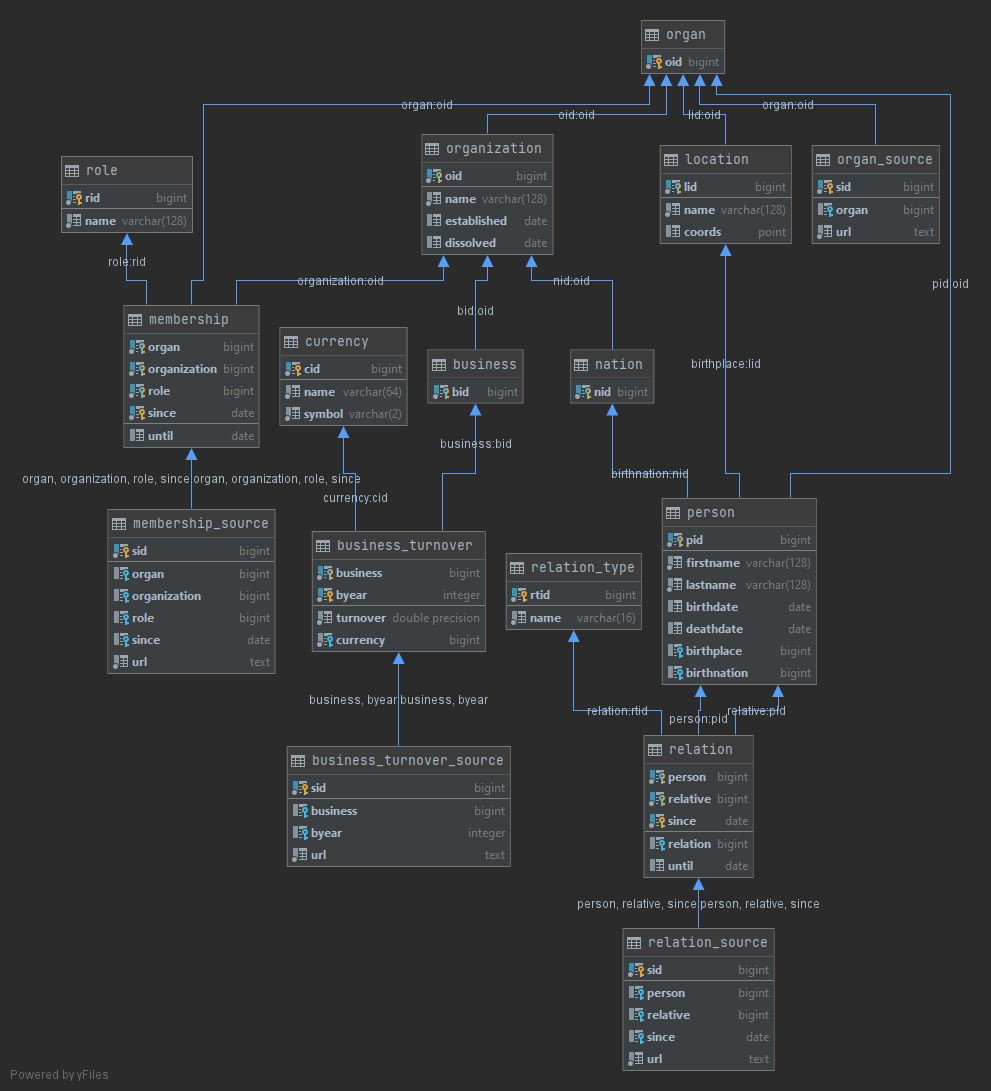 organ
oid bigint
organ:oid
oid:oid
lid:oid
organ:oid
role
rid bigint
name varchar(128)
organization
oid bigint
name varchar(128)
established date
dissolved date
location
lid bigint
name varchar(128)
coords point
organ_source
sid bigint
organ bigint
url text
role:rid
organization:oid
bid:oid
nid:oid
pid:oid
membership
organ bigint
organization bigint
role bigint
since date
until date
currency
cid bigint
name varchar(64)
symbol varchar(2)
business
bid bigint
nation
nid bigint
birthplace:lid
business:bid
organ, organization, role, since:organ, organization, role, since
currency:cid
birthnation:nid
membership_source
sid bigint
organ bigint
organization bigint
role bigint
since date
url text
business_turnover
business bigint
byear integer
turnover double precision
currency bigint
relation_type
rtid bigint
name varchar(16)
person
pid bigint
firstname varchar(128)
lastname varchar(128)
birthdate date
deathdate date
birthplace bigint
birthnation bigint
business, byear:business, byear
relation:rtid
person:pid
relative:pid
business_turnover_source
sid bigint
business bigint
byear integer
url text
relation
person bigint
relative bigint
since date
relation bigint
until date
person, relative, since:person, relative, since
relation_source
sid bigint
person bigint
relative bigint
since date
url text
Powered by yFiles